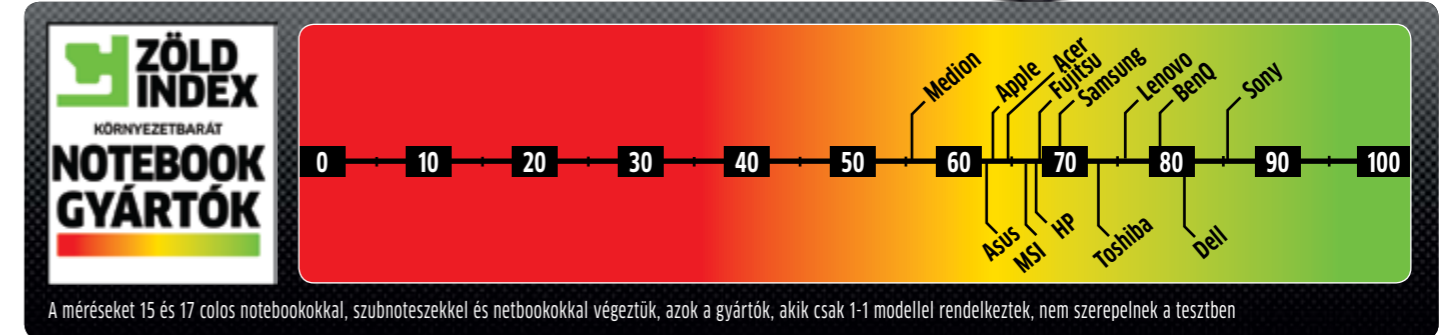 ZÖLD
INDEX
KÖRNYEZETBARÁT
NOTEBOOK
GYÁRTÓK
Medion
Apple
Acer
Fujitsu
Samsung
Lenovo
BenQ
Sony
0 10 20 30 40 50 60 70 80 90 100
Asus
MSI
HP
Toshiba
Dell
A méréseket 15 és 17 colos notebookokkal, szubnoteszekkel és netbookokkal végeztük, azok a gyártók, akik csak 1-1 modellel rendelkeztek, nem szerepelnek a tesztben